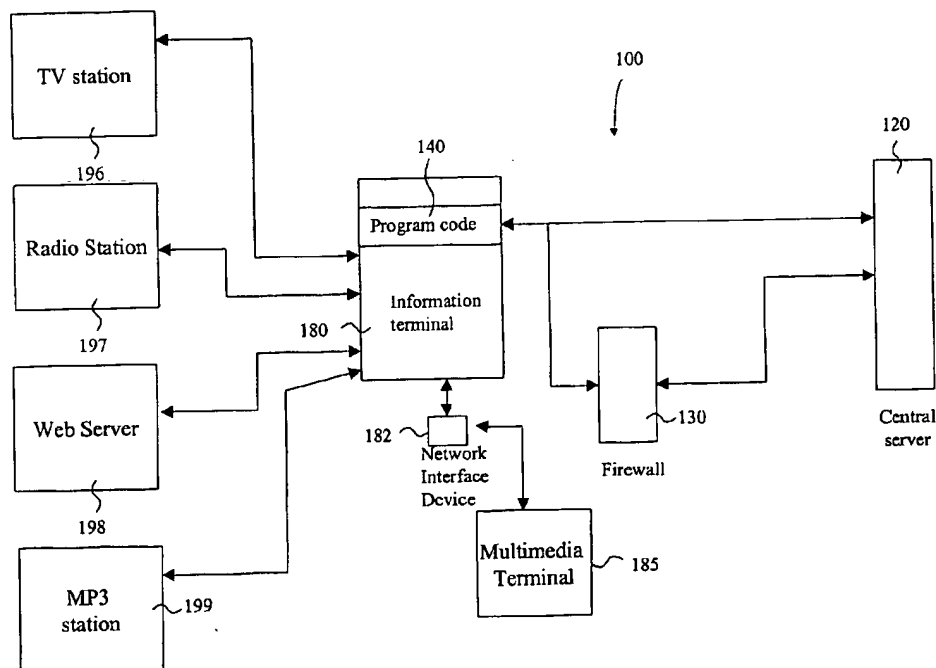 TV station
196
Radio Station
197
Web Server
198
MP3
station
199
100
140
Program code
Information
terminal
180
182
Network
Interface
Device
Multimedia
Terminal
185
130
Firewall
120
Central
server